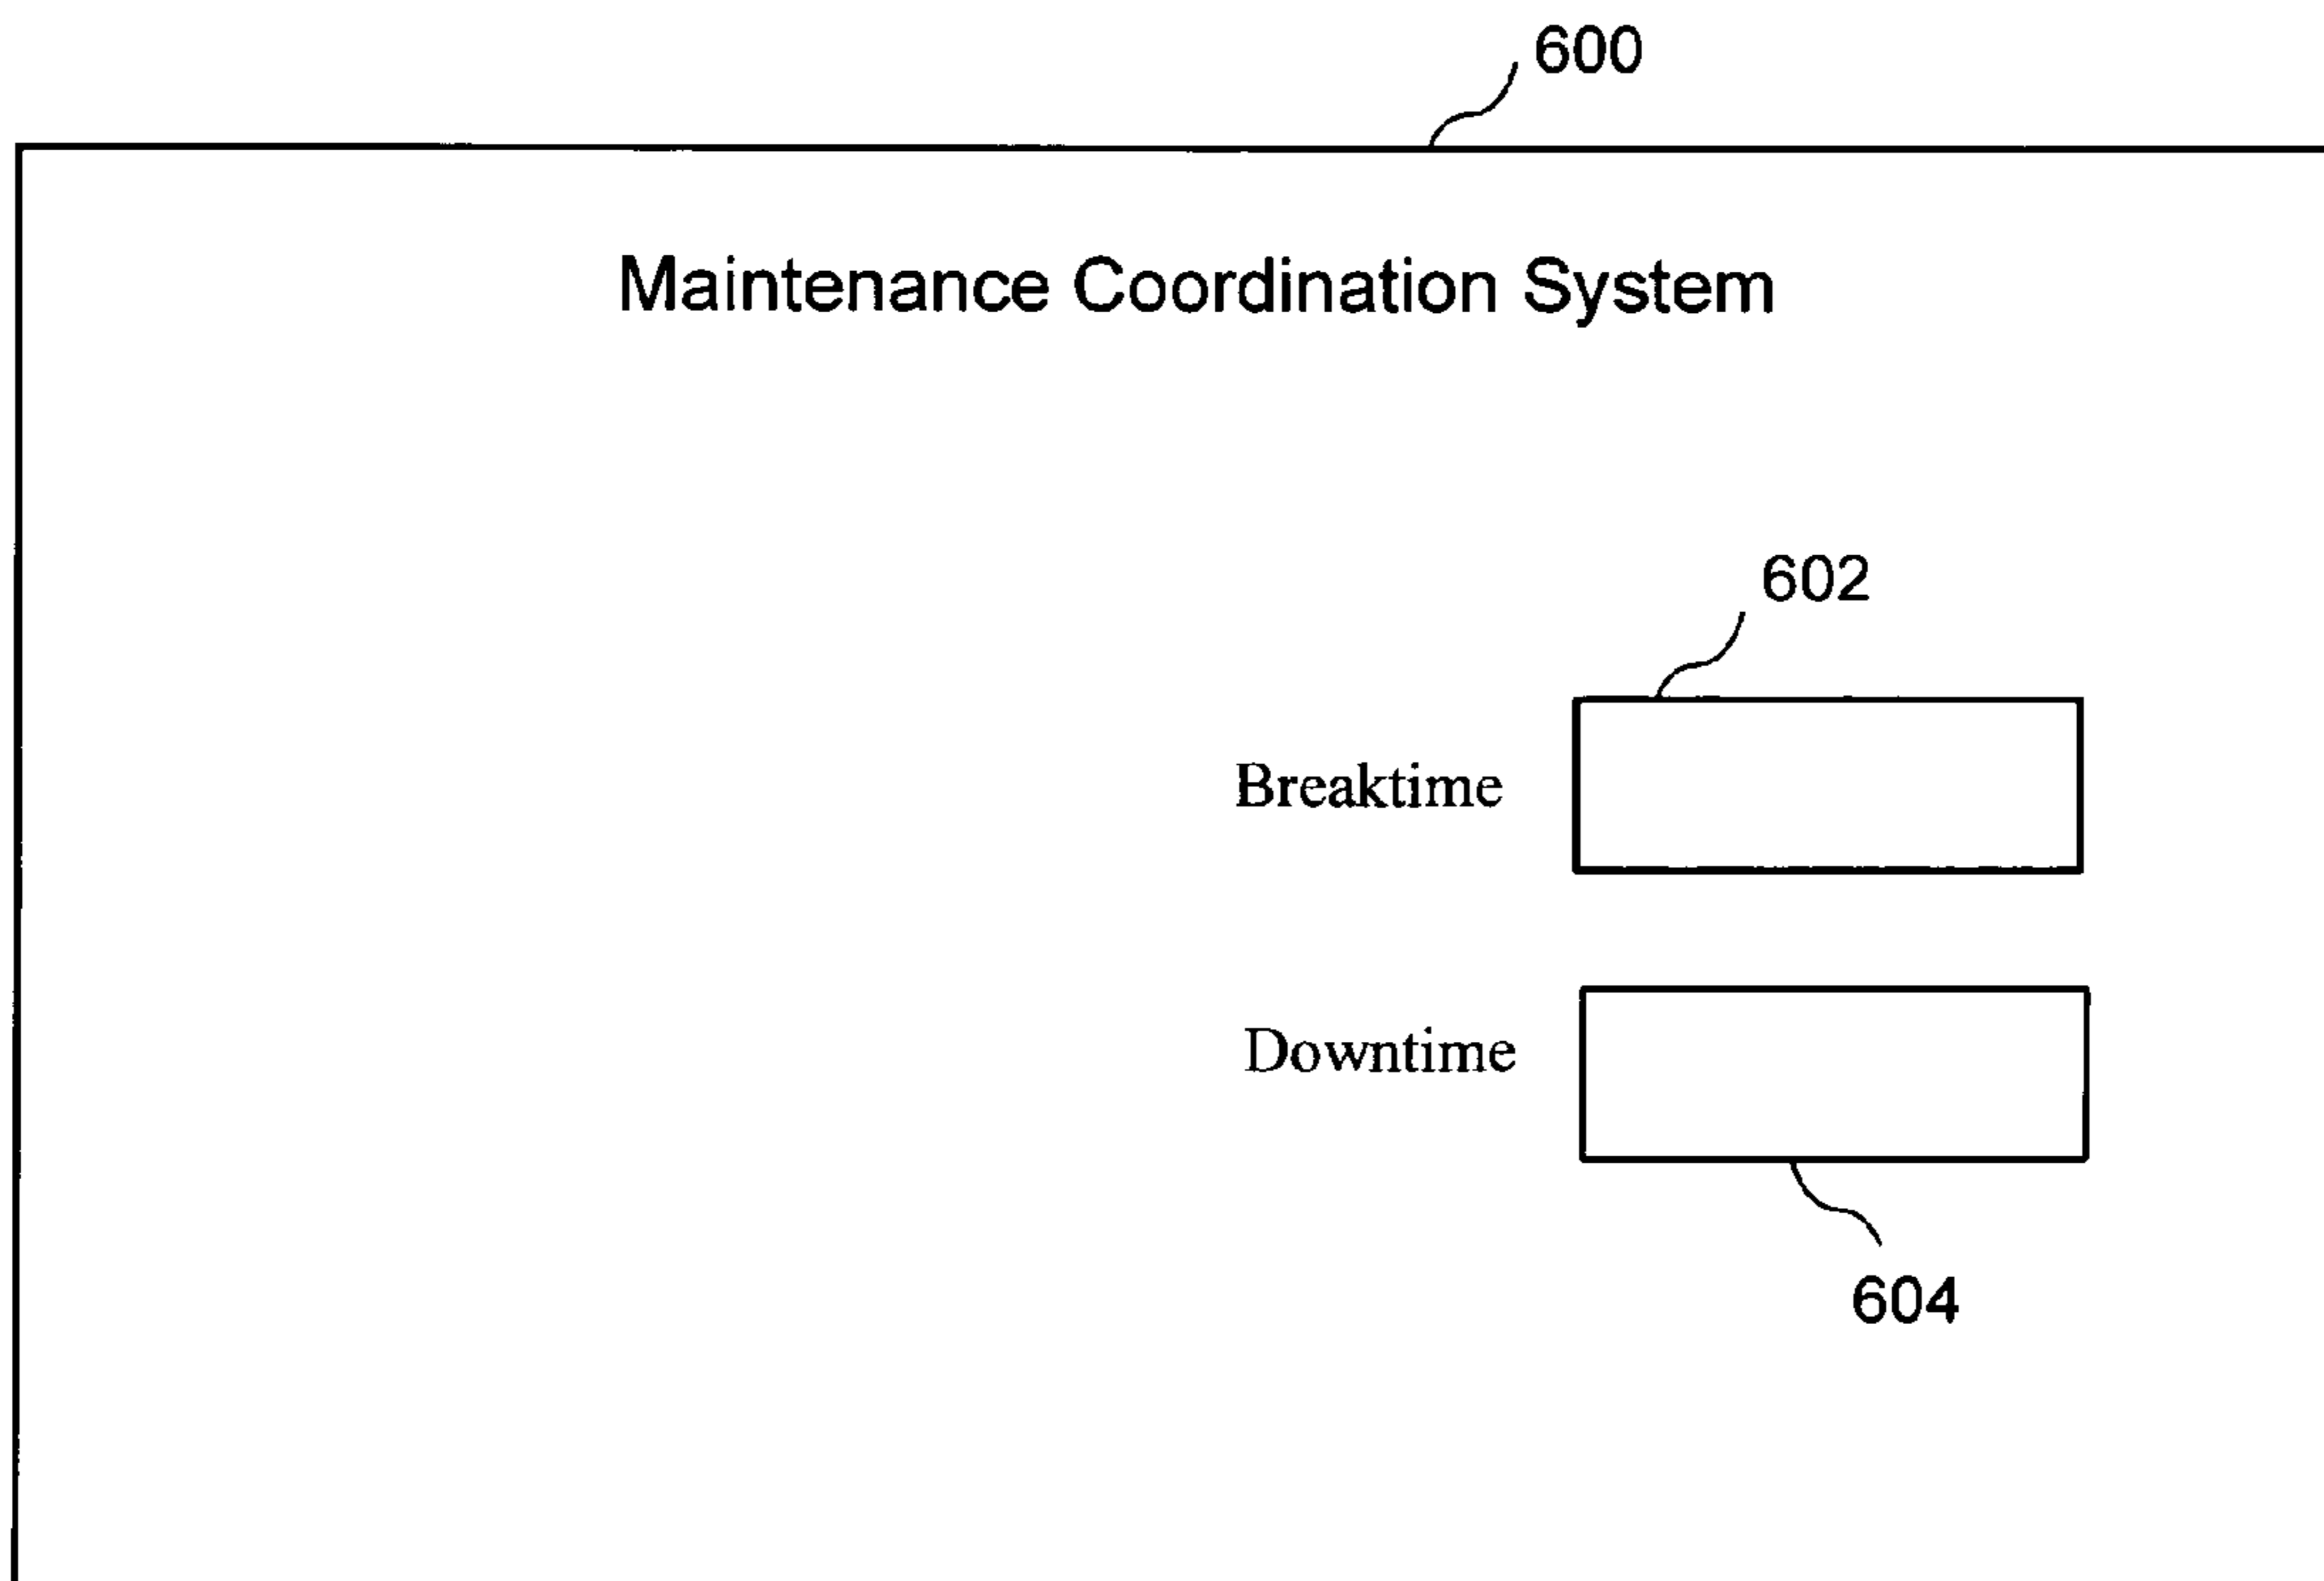 600
Maintenance Coordination System
602
Breaktime
Downtime
604